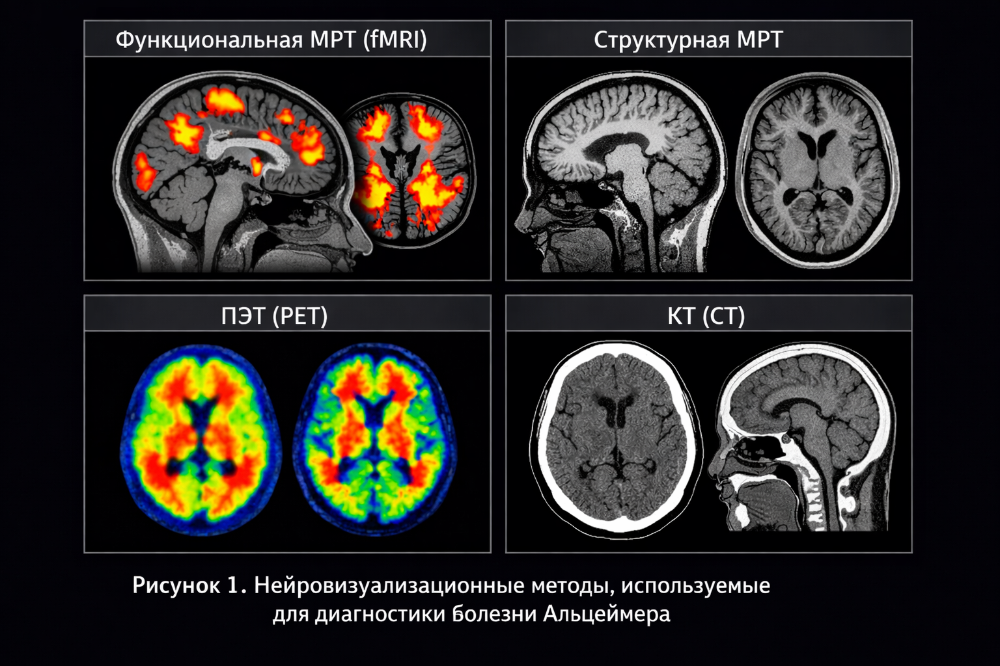 Функциональная МРТ (fMRI)
Структурная МРТ
ПЭТ (PET)
КТ (CT)
Рисунок 1. Нейровизуализационные методы, используемые
для диагностики болезни Альцеймера